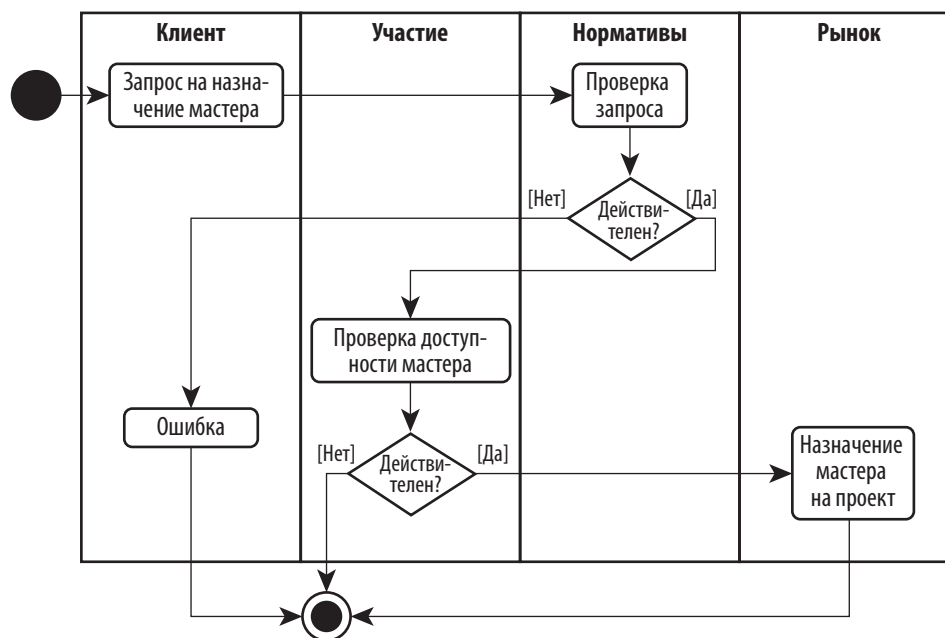 Клиент
Участие
Нормативы
Рынок
Запрос на назна-
чение мастера
Проверка
запроса
[Нет]
[Да]
Действи-
телен?
Проверка доступ-
ности мастера
Ошибка
[Нет]
[Да]
Действи-
телен?
Назначение
мастера
на проект